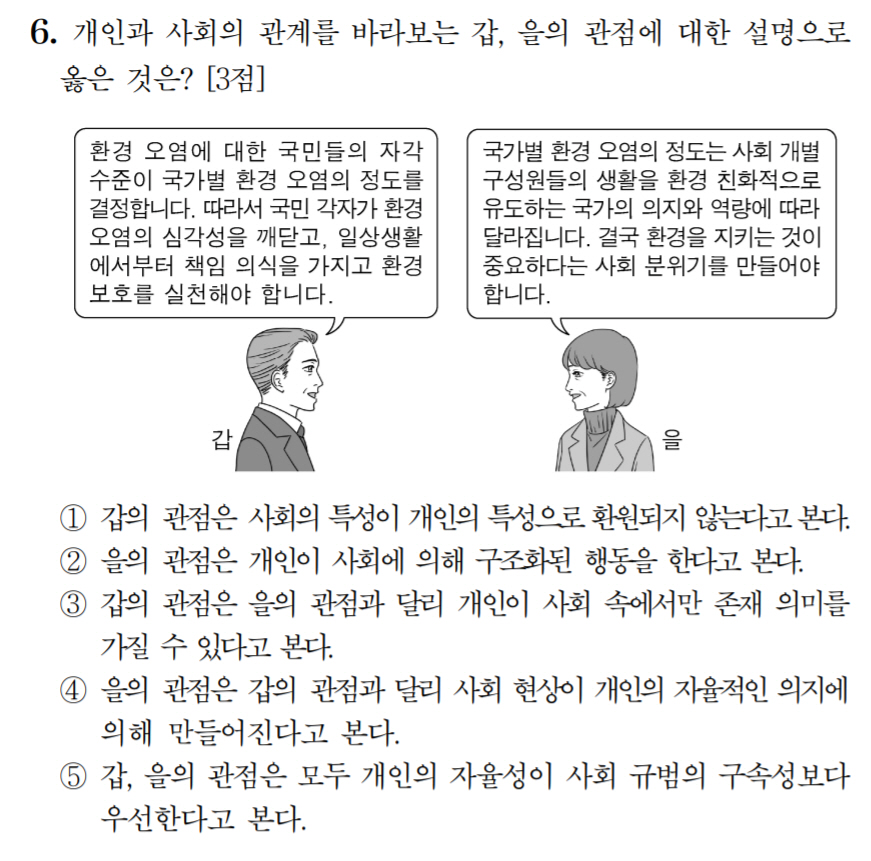 6. 개인과 사회의 관계를 바라보는 갑, 을의 관점에 대한 설명으로
옳은 것은? [3점]
환경 오염에 대한 국민들의 자각
수준이 국가별 환경 오염의 정도를
결정합니다. 따라서 국민 각자가 환경
오염의 심각성을 깨닫고, 일상생활
에서부터 책임 의식을 가지고 환경
보호를 실천해야 합니다.
국가별 환경 오염의 정도는 사회 개별
구성원들의 생활을 환경 친화적으로
유도하는 국가의 의지와 역량에 따라
달라집니다. 결국 환경을 지키는 것이
중요하다는 사회 분위기를 만들어야
합니다.
갑
을
① 갑의 관점은 사회의 특성이 개인의 특성으로 환원되지 않는다고 본다.
② 을의 관점은 개인이 사회에 의해 구조화된 행동을 한다고 본다.
③ 갑의 관점은 을의 관점과 달리 개인이 사회 속에서만 존재 의미를
가질 수 있다고 본다.
④ 을의 관점은 갑의 관점과 달리 사회 현상이 개인의 자율적인 의지에
의해 만들어진다고 본다.
⑤ 갑, 을의 관점은 모두 개인의 자율성이 사회 규범의 구속성보다
우선한다고 본다.